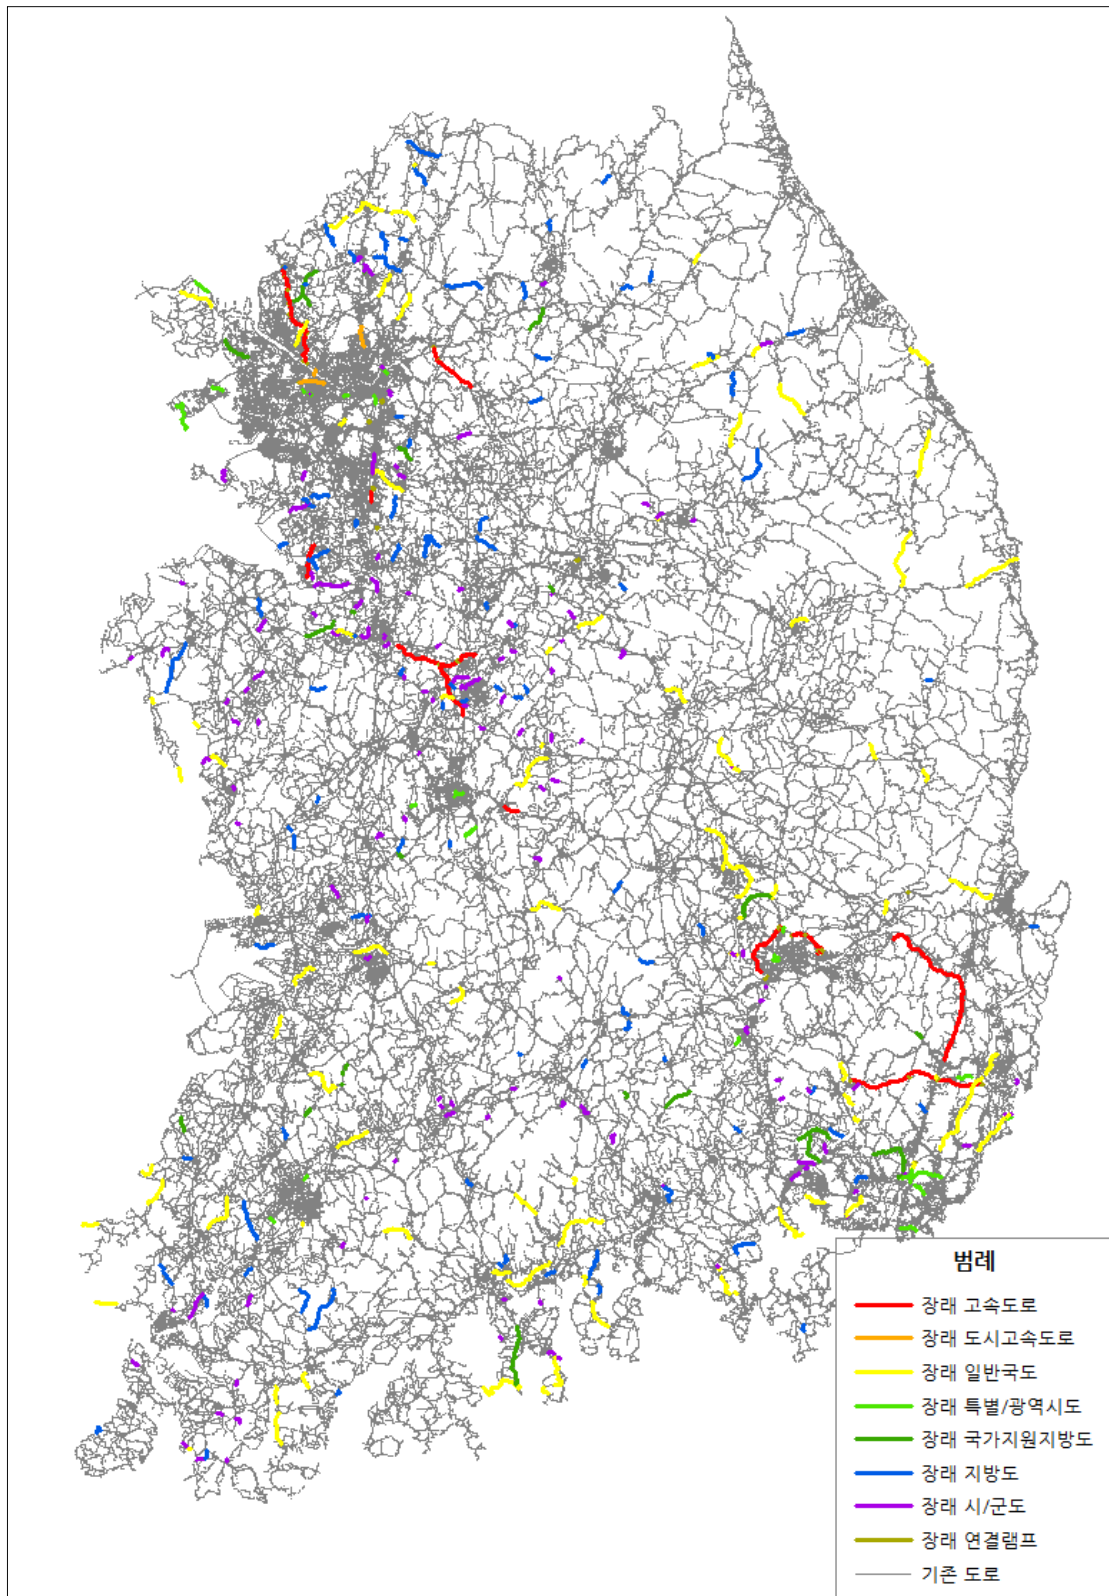 범례
장래 고속도로
장래 도시고속도로
장래 일반국도
장래 특별/광역시도
장래 국가지원지방도
장래 지방도
장래 시/군도
장래 연결램프
기존 도로